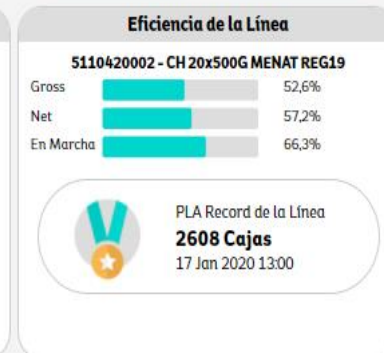 Eficiencia de la Línea
5110420002 - CH 20x500G MENAT REG19
Gross 52,6%
Net 57,2%
En Marcha 66,3%
PLA Record de la Línea
2608 Cajas
17 Jan 2020 13:00